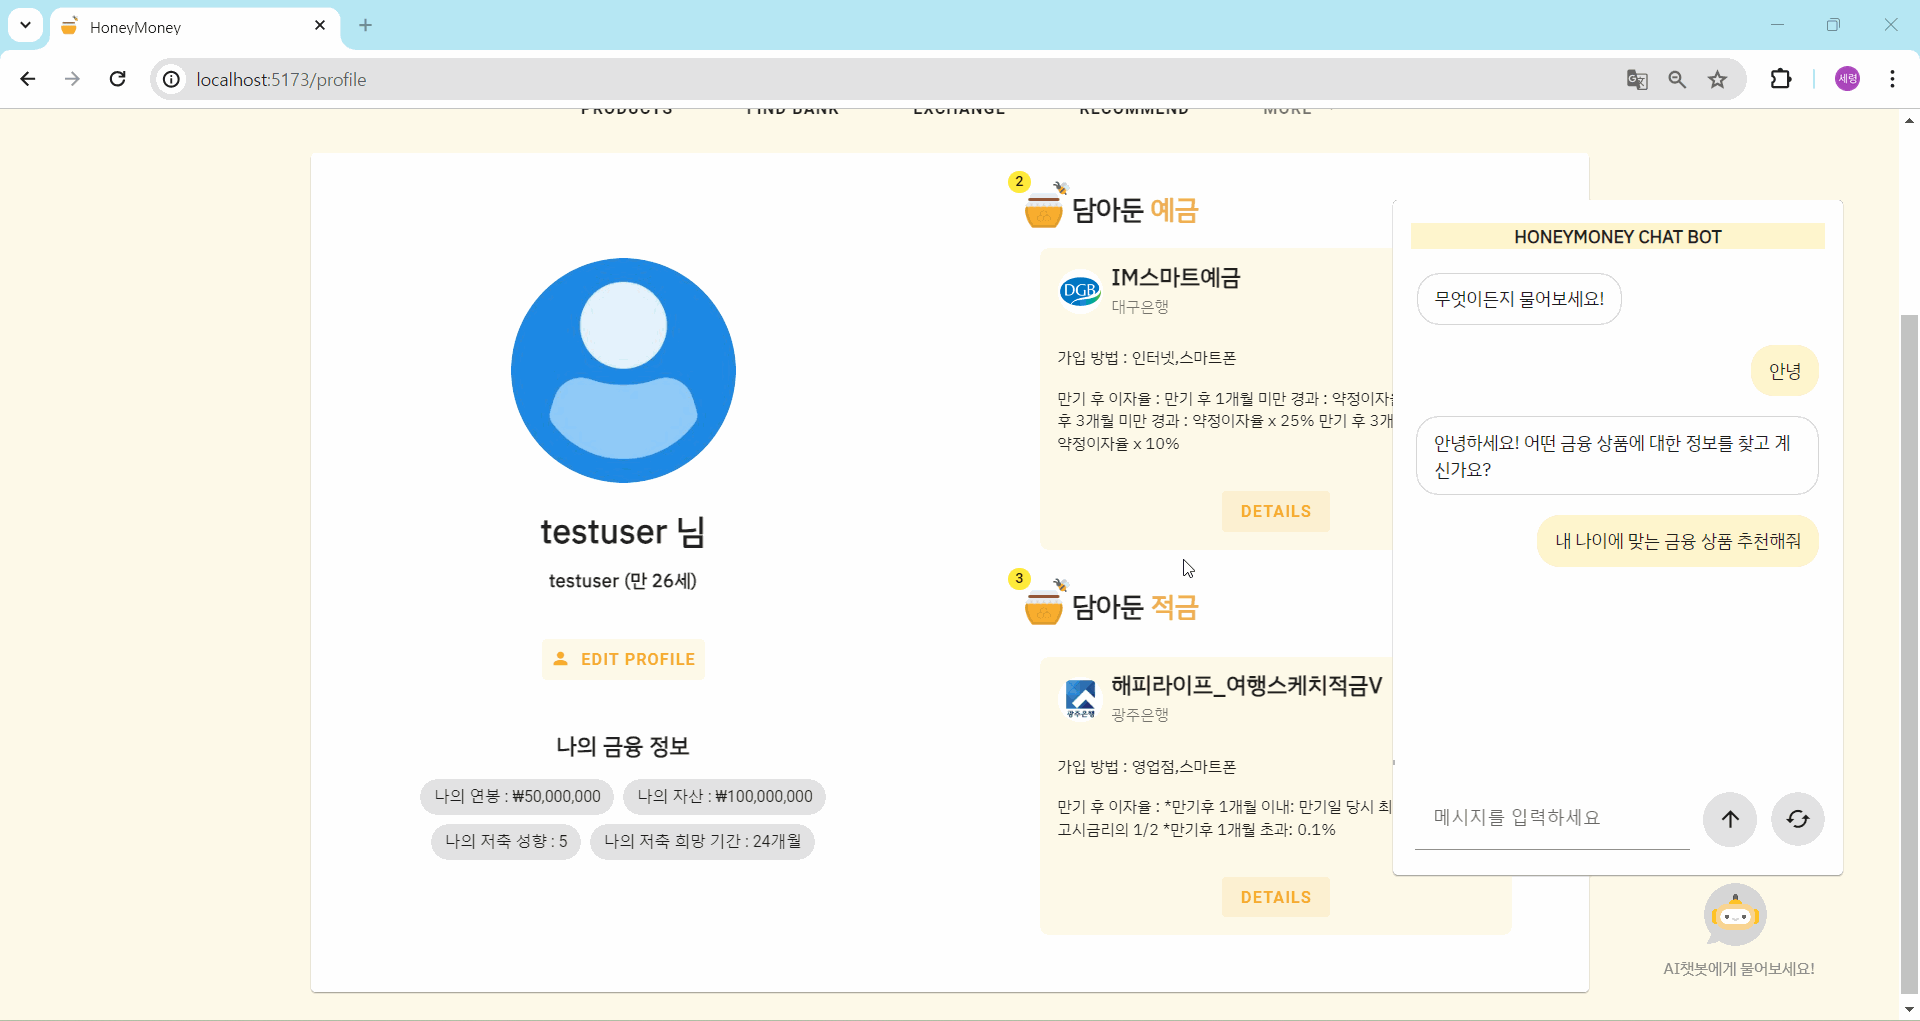 HoneyMoney
localhost:5173/profile
세령
PRODUCTS
FIND BANK
EXCHANGE
RECOMMEND
MORE
testuser 님
testuser (만 26세)
EDIT PROFILE
나의 금융 정보
나의 연봉 : ₩50,000,000
나의 자산 : ₩100,000,000
나의 저축 성향 : 5
나의 저축 희망 기간 : 24개월
2
담아둔 예금
DGB
IM스마트예금
대구은행
가입 방법 : 인터넷,스마트폰
만기 후 이자율 : 만기 후 1개월 미만 경과 : 약정이자
후 3개월 미만 경과 : 약정이자율 x 25% 만기 후 3개
약정이자율 x 10%
DETAILS
3
담아둔 적금
광주은행
해피라이프_여행스케치적금V
광주은행
가입 방법 : 영업점,스마트폰
만기 후 이자율 : *만기후 1개월 이내: 만기일 당시 최
고시금리의 1/2 *만기후 1개월 초과: 0.1%
DETAILS
HONEYMONEY CHAT BOT
무엇이든지 물어보세요!
안녕
안녕하세요! 어떤 금융 상품에 대한 정보를 찾고 계
신가요?
내 나이에 맞는 금융 상품 추천해줘
메시지를 입력하세요
AI챗봇에게 물어보세요!